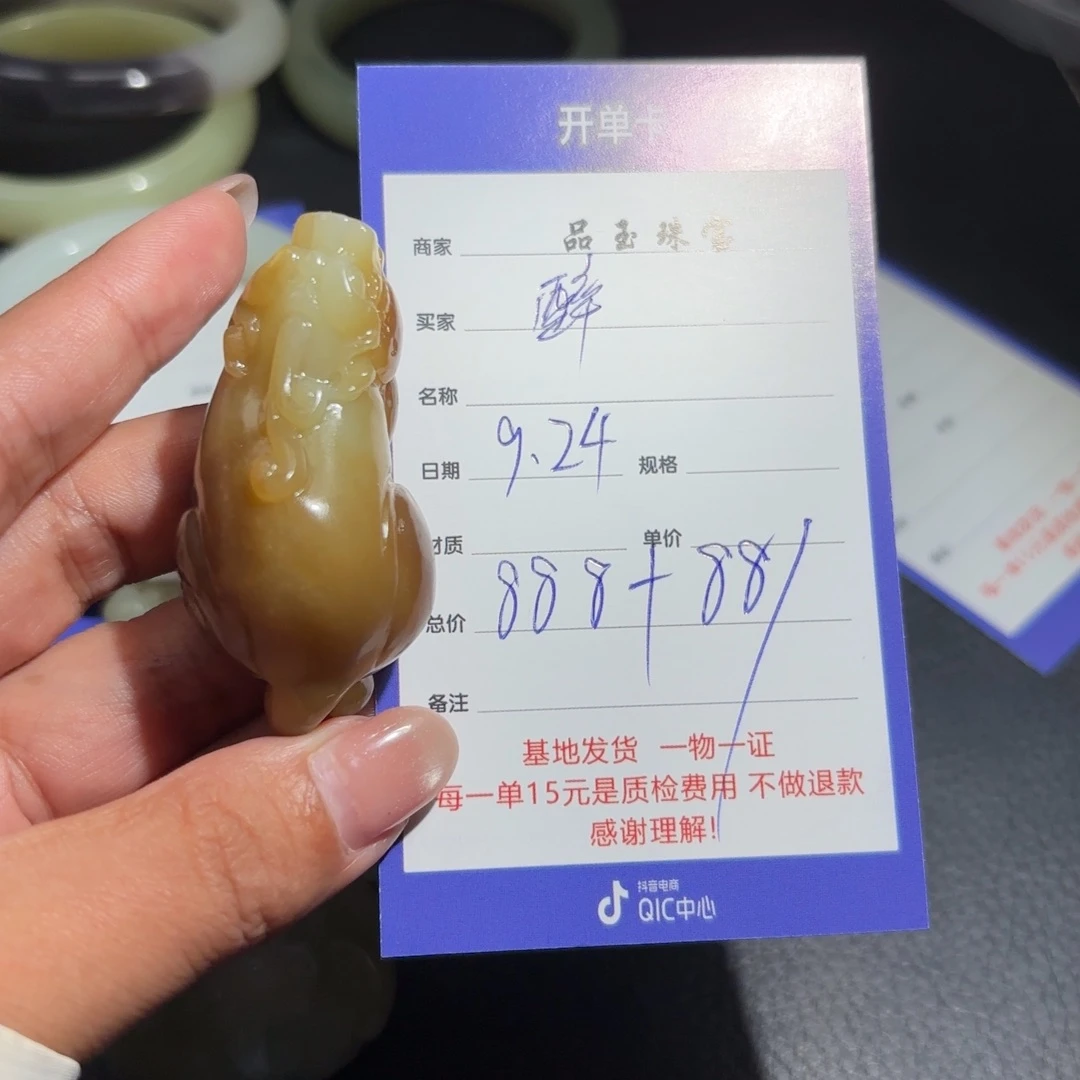 开单卡
商家 品玉珠宝
买家 醉
名称
日期 9.24 规格
材质 单价
总价 888+88/
备注
基地发货 一物一证
每一单15元是质检费用 不做退款
感谢理解!
抖音电商
QIC中心